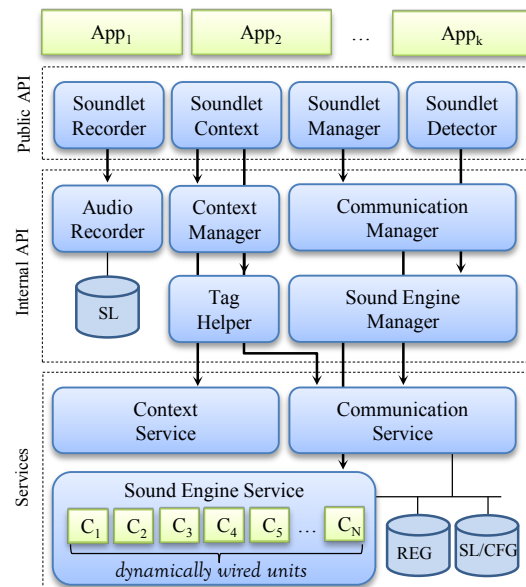 App1 App2 … Appk
Public API
Soundlet Recorder
Soundlet Context
Soundlet Manager
Soundlet Detector
Internal API
Audio Recorder
Context Manager
Communication Manager
SL
Tag Helper
Sound Engine Manager
Services
Context Service
Communication Service
Sound Engine Service
C1 C2 C3 C4 C5 … CN
dynamically wired units
REG
SL/CFG